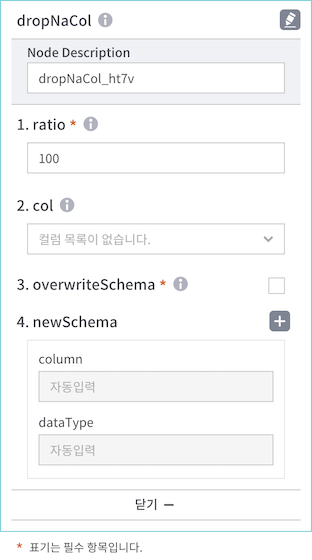 dropNaCol
Node Description
dropNaCol_ht7v
1. ratio *
100
2. col
컬럼 목록이 없습니다.
3. overwriteSchema *
4. newSchema
column
자동입력
dataType
자동입력
닫기
* 표기는 필수 항목입니다.